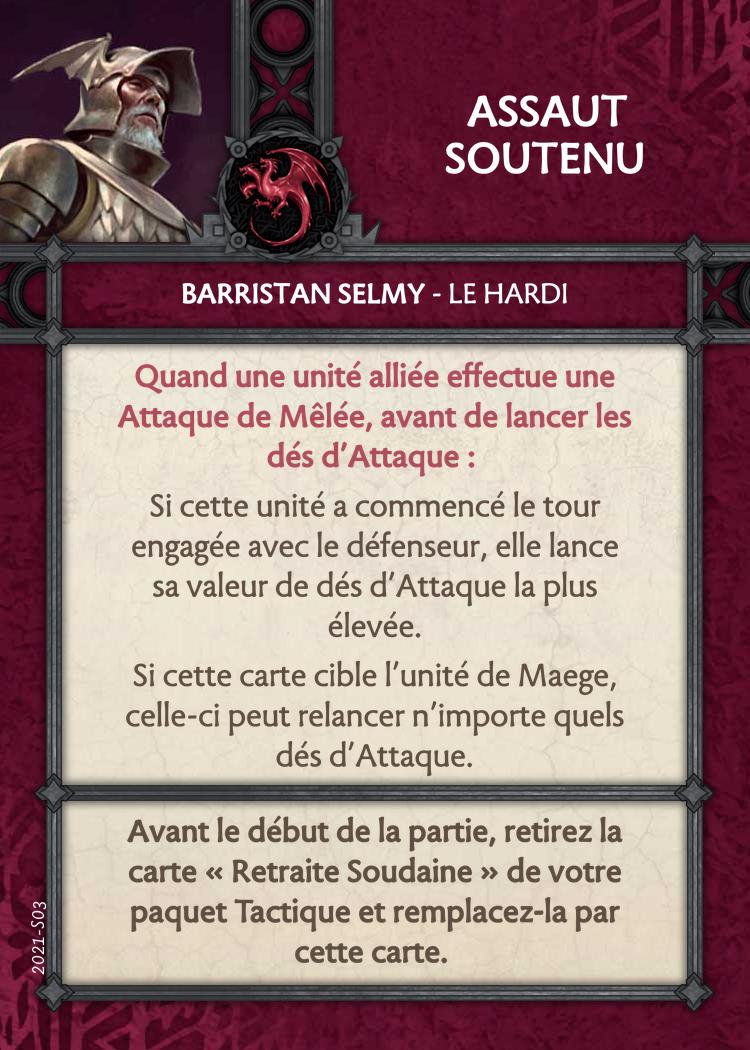 ASSAUT
SOUTENU
BARRISTAN SELMY - LE HARDI
Quand une unité alliée effectue une
Attaque de Mêlée, avant de lancer les
dés d’Attaque :
Si cette unité a commencé le tour
engagée avec le défenseur, elle lance
sa valeur de dés d’Attaque la plus
élevée.
Si cette carte cible l’unité de Maege,
celle-ci peut relancer n’importe quels
dés d’Attaque.
Avant le début de la partie, retirez la
carte « Retraite Soudaine » de votre
paquet Tactique et remplacez-la par
cette carte.
2021-S03